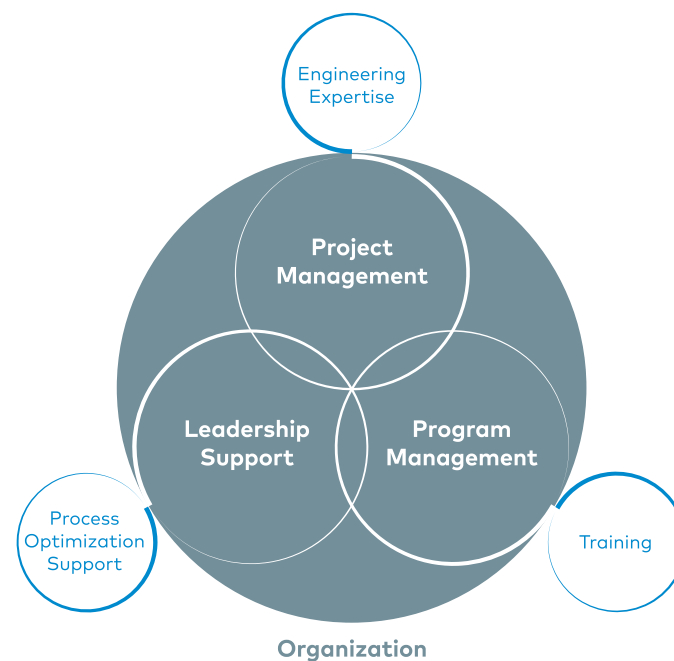 Engineering
Expertise
Project
Management
Leadership
Support
Program
Management
Process
Optimization
Support
Training
Organization